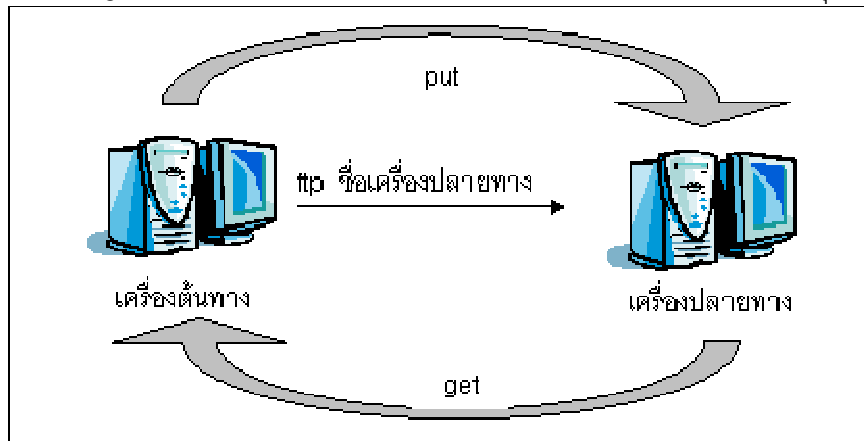 put
ftp ชื่อเครื่องปลายทาง
เครื่องต้นทาง
เครื่องปลายทาง
get